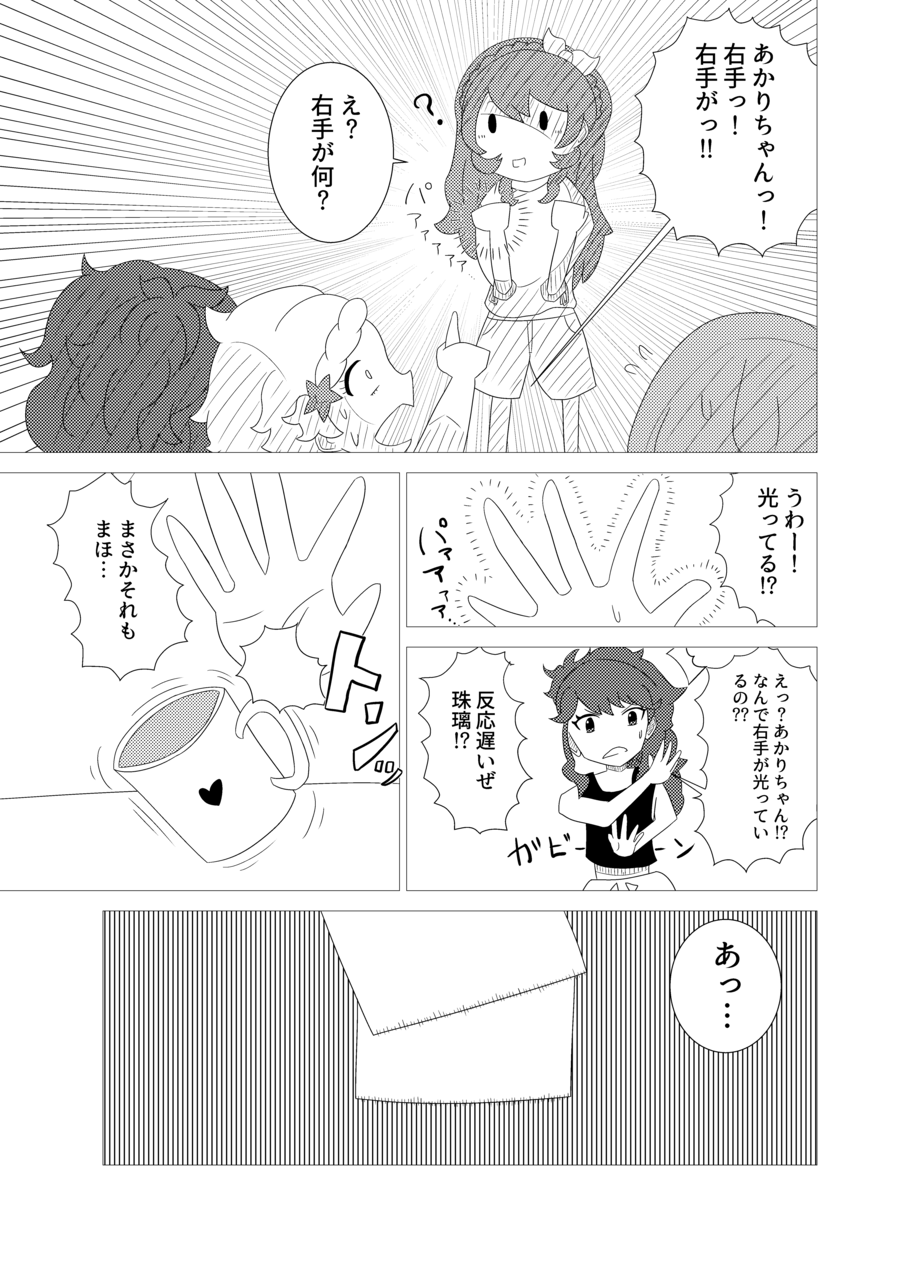 あかりちゃんっ！
右手っ！
右手がっ!!
え？
右手が何？
？
パァァァァァ
うわー！
光ってる!?
パァァァァ…
えっ？あかりちゃん!?
なんで右手が光ってい
るの??
反応遅いぜ
珠璃!?
ガビーーン
まさかそれも
まほ…
トンッ
あっ…